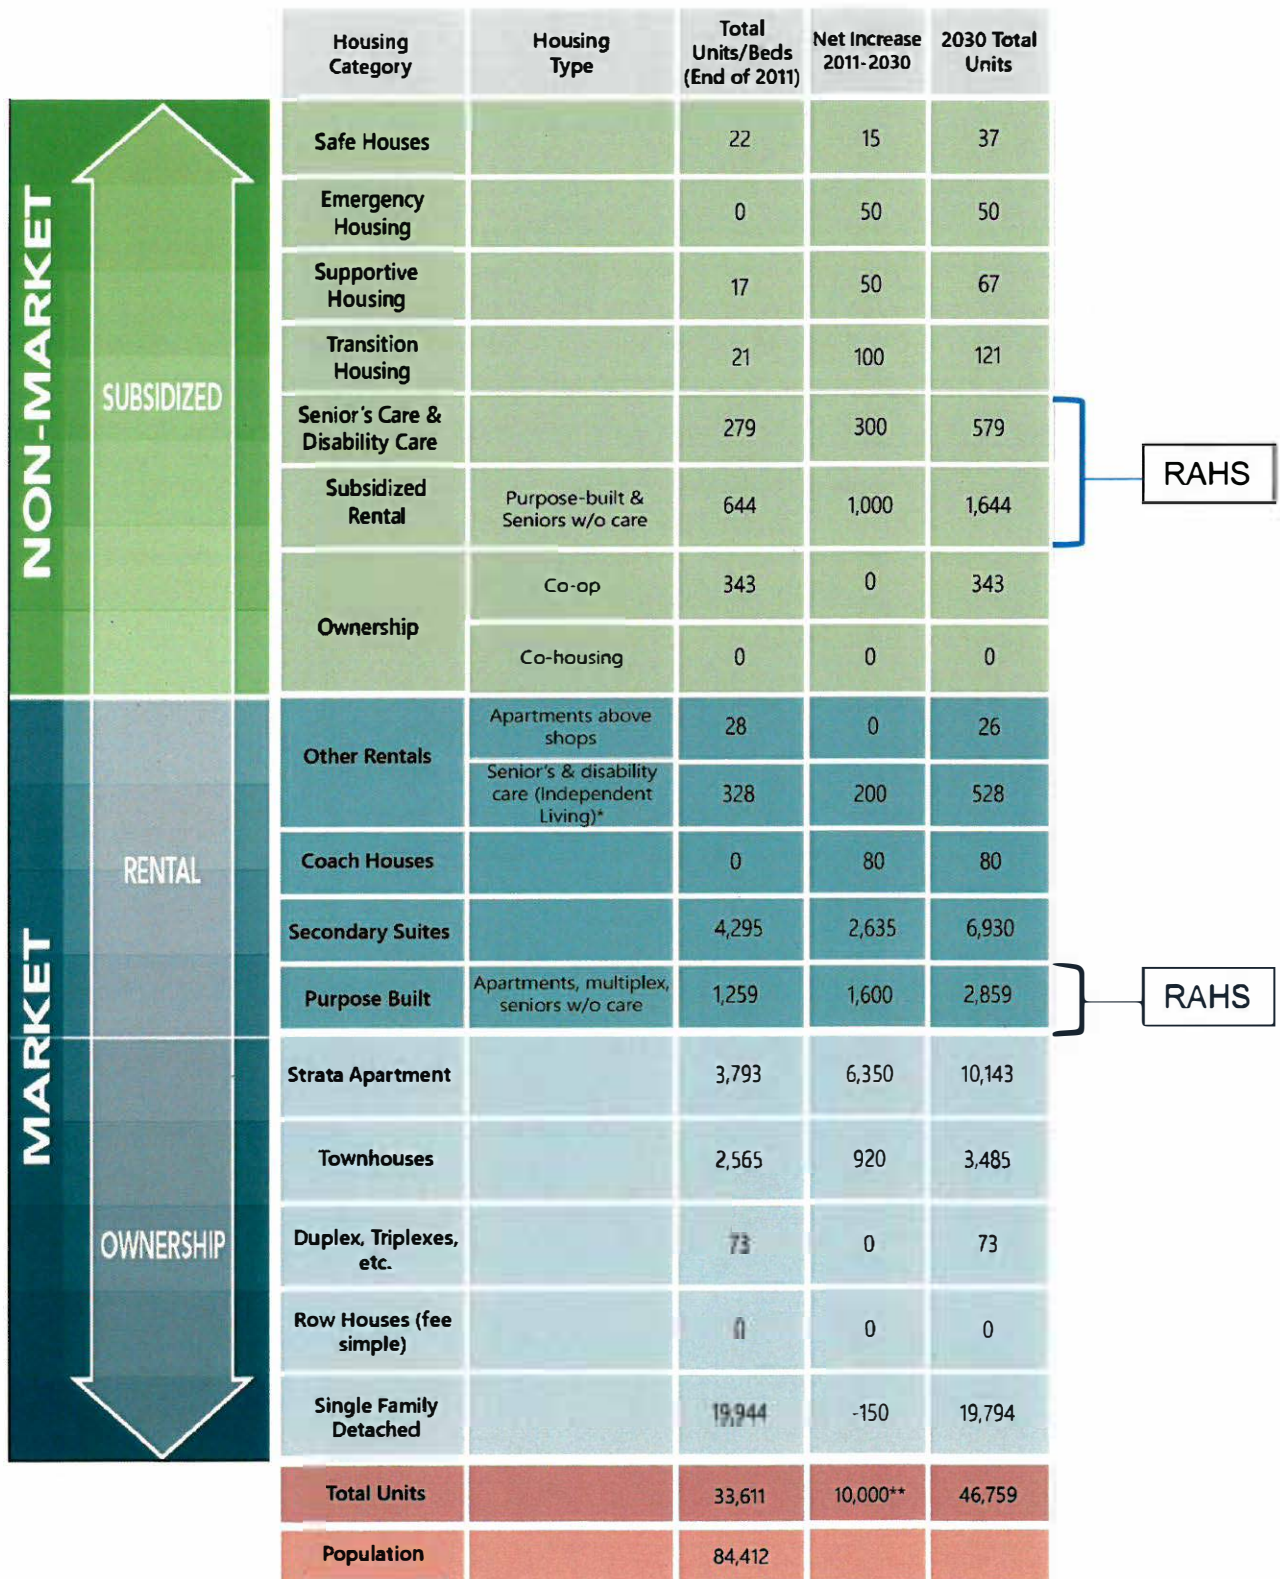 Housing
Category
Housing
Type
Total
Units/Beds
(End of 2011)
Net Increase
2011-2030
2030 Total
Units
NON-MARKET
SUBSIDIZED
Safe Houses
22
15
37
Emergency
Housing
0
50
50
Supportive
Housing
17
50
67
Transition
Housing
21
100
121
Senior's Care &
Disability Care
279
300
579
RAHS
Subsidized
Rental
Purpose-built &
Seniors w/o care
644
1,000
1,644
Ownership
Co-op
343
0
343
Co-housing
0
0
0
MARKET
RENTAL
Other Rentals
Apartments above
shops
28
0
26
Senior's & disability
care (Independent
Living)*
328
200
528
Coach Houses
0
80
80
Secondary Suites
4,295
2,635
6,930
Purpose Built
Apartments, multiplex,
seniors w/o care
1,259
1,600
2,859
RAHS
OWNERSHIP
Strata Apartment
3,793
6,350
10,143
Townhouses
2,565
920
3,485
Duplex, Triplexes,
etc.
73
0
73
Row Houses (fee
simple)
0
0
0
Single Family
Detached
19,944
-150
19,794
Total Units
33,611
10,000**
46,759
Population
84,412